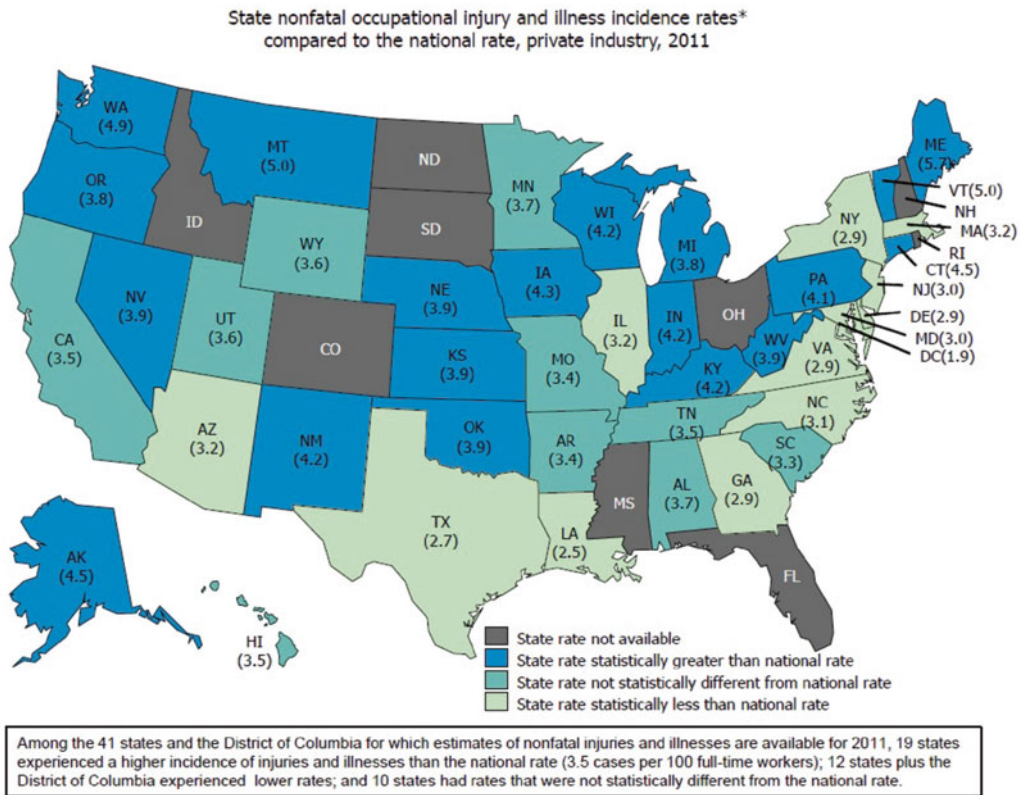 State nonfatal occupational injury and illness incidence rates*
compared to the national rate, private industry, 2011
WA
(4.9)
MT
(5.0)
ND
MN
(3.7)
ME
(5.7)
OR
(3.8)
ID
SD
WI
(4.2)
MI
(3.8)
NY
(2.9)
VT(5.0)
NH
MA(3.2)
RI
CT(4.5)
NJ(3.0)
DE(2.9)
MD(3.0)
DC(1.9)
WY
(3.6)
NE
(3.9)
IA
(4.3)
PA
(4.1)
NV
(3.9)
UT
(3.6)
CA
(3.5)
CO
KS
(3.9)
MO
(3.4)
IL
(3.2)
IN
(4.2)
OH
WV
(3.9)
VA
(2.9)
KY
(4.2)
NC
(3.1)
TN
(3.5)
AZ
(3.2)
NM
(4.2)
OK
(3.9)
AR
(3.4)
SC
(3.3)
MS
AL
(3.7)
GA
(2.9)
TX
(2.7)
LA
(2.5)
FL
AK
(4.5)
HI
(3.5)
State rate not available
State rate statistically greater than national rate
State rate not statistically different from national rate
State rate statistically less than national rate
Among the 41 states and the District of Columbia for which estimates of nonfatal injuries and illnesses are available for 2011, 19 states
experienced a higher incidence of injuries and illnesses than the national rate (3.5 cases per 100 full-time workers); 12 states plus the
District of Columbia experienced lower rates; and 10 states had rates that were not statistically different from the national rate.